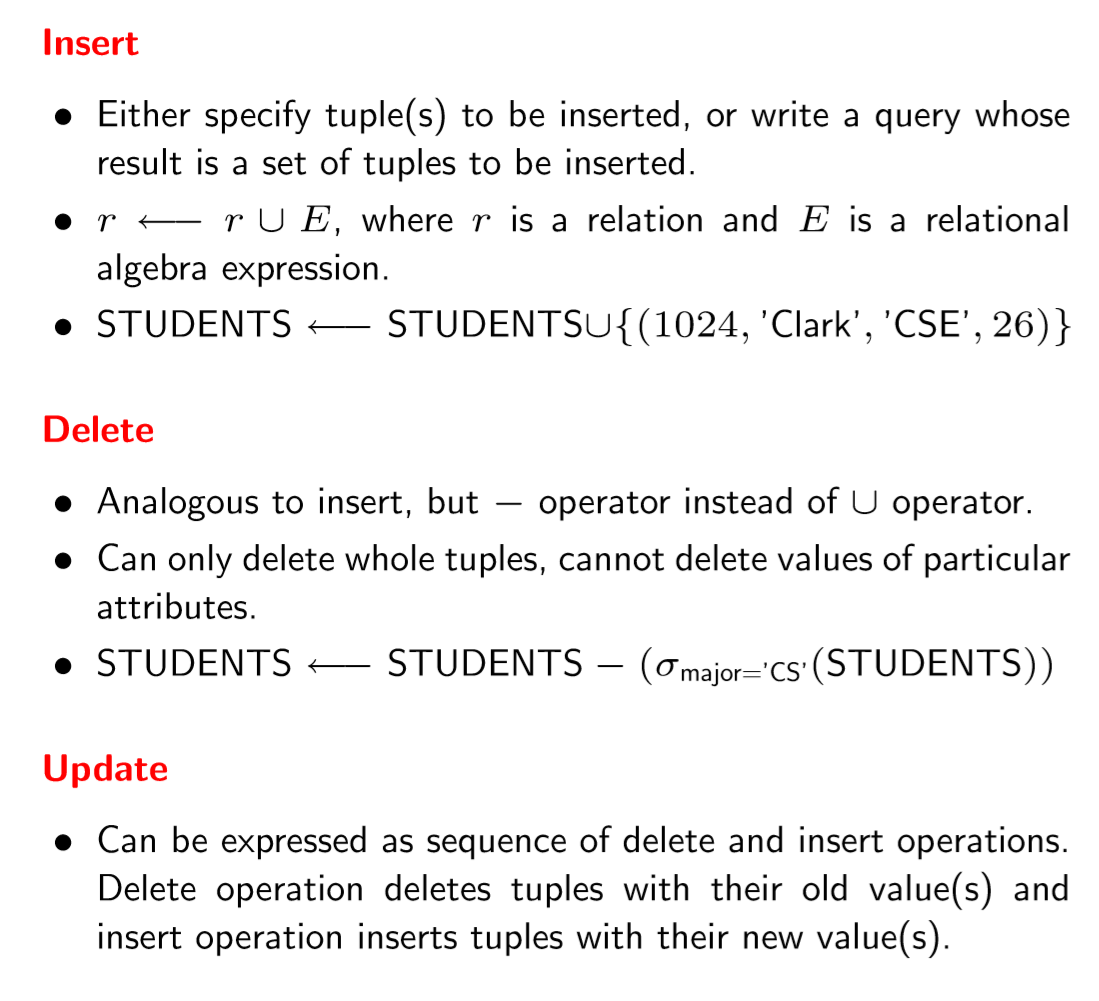 Insert
• Either specify tuple(s) to be inserted, or write a query whose
result is a set of tuples to be inserted.
• r ⟵ r ∪ E, where r is a relation and E is a relational
algebra expression.
• STUDENTS ⟵ STUDENTS∪{(1024, 'Clark', 'CSE', 26)}
Delete
• Analogous to insert, but − operator instead of ∪ operator.
• Can only delete whole tuples, cannot delete values of particular
attributes.
• STUDENTS ⟵ STUDENTS − (σmajor='CS'(STUDENTS))
Update
• Can be expressed as sequence of delete and insert operations.
Delete operation deletes tuples with their old value(s) and
insert operation inserts tuples with their new value(s).